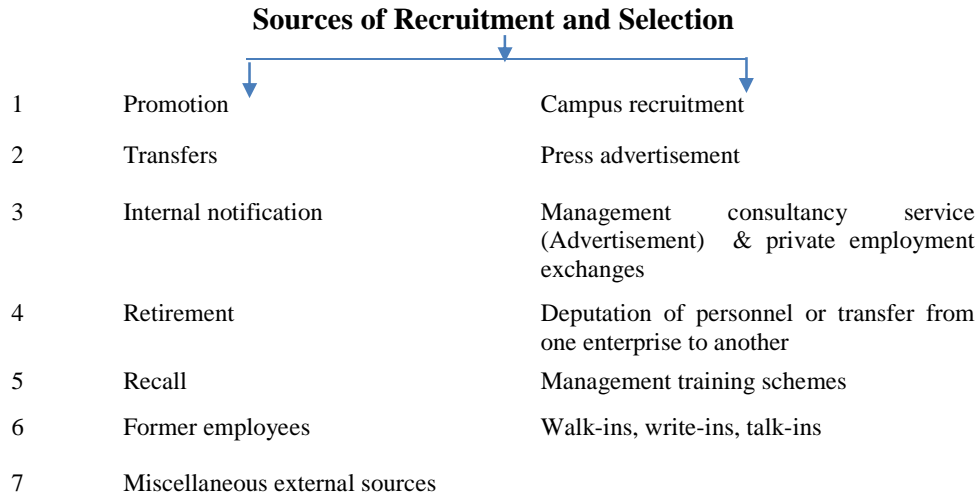 Sources of Recruitment and Selection
1 Promotion Campus recruitment
2 Transfers Press advertisement
3 Internal notification Management consultancy service
(Advertisement) & private employment
exchanges
4 Retirement Deputation of personnel or transfer from
one enterprise to another
5 Recall Management training schemes
6 Former employees Walk-ins, write-ins, talk-ins
7 Miscellaneous external sources